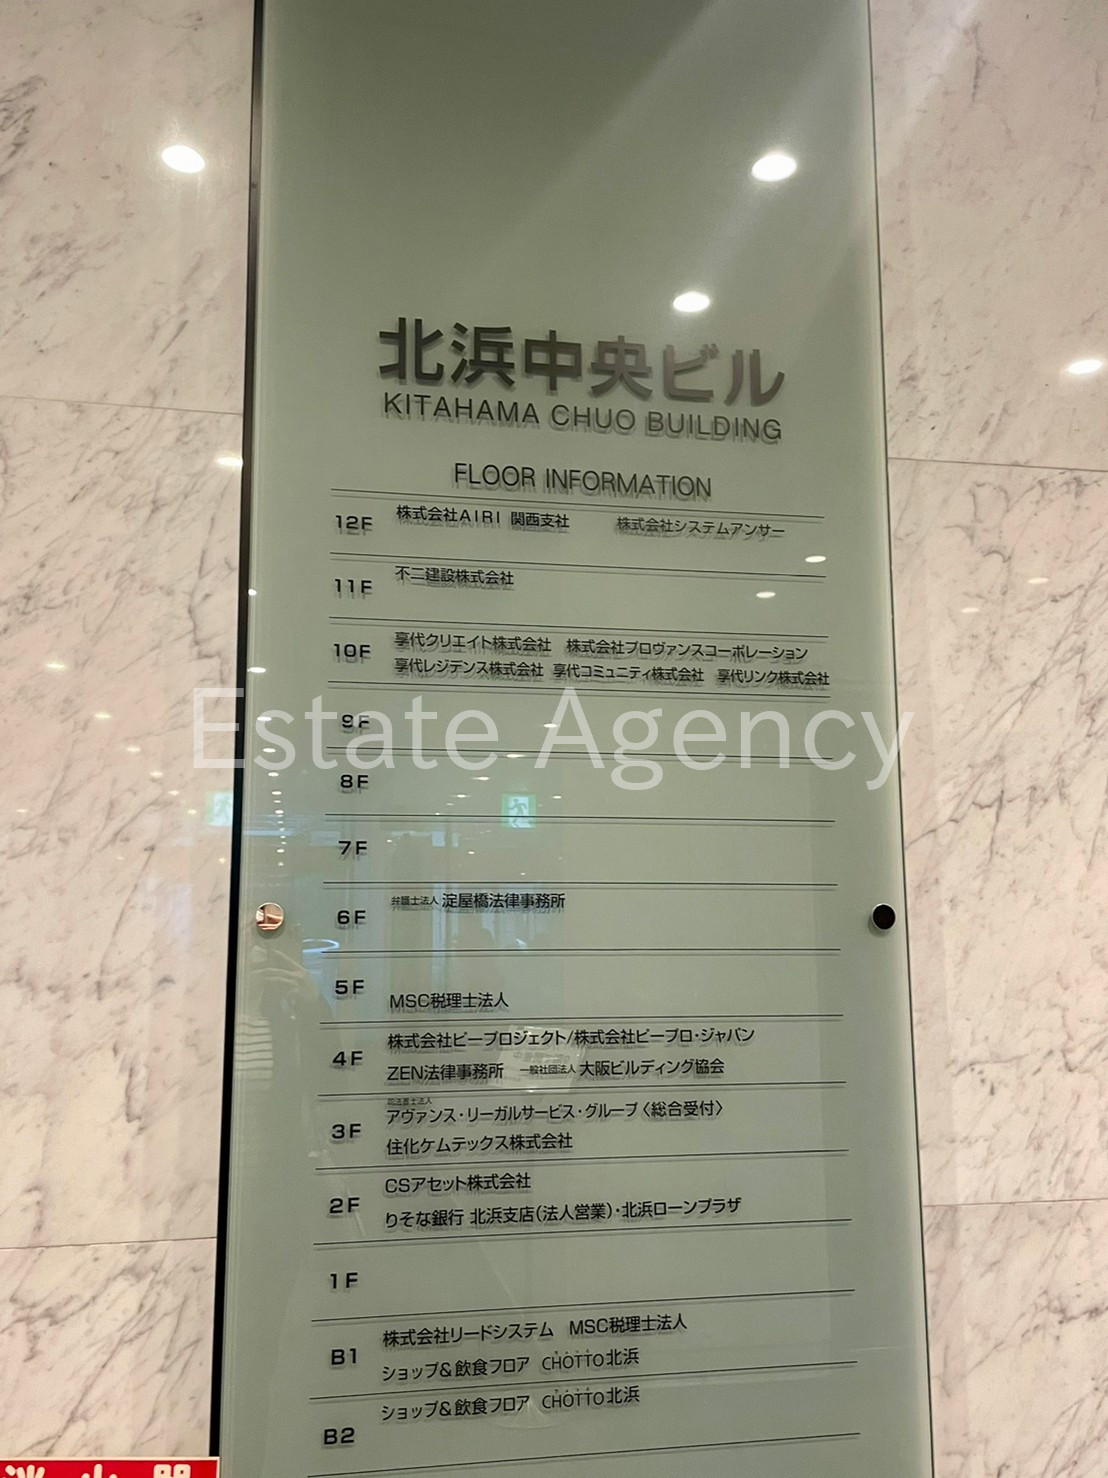 北浜中央ビル
KITAHAMA CHUO BUILDING
FLOOR INFORMATION
12F 株式会社AIRI 関西支社 株式会社システムアンサー
11F 不二建設株式会社
10F 享代クリエイト株式会社 株式会社プロヴァンスコーポレーション
享代レジデンス株式会社 享代コミュニティ株式会社 享代リンク株式会社
Estate Agency
9F
8F
7F
6F 弁護士法人 淀屋橋法律事務所
5F
MSC税理士法人
4F 株式会社ピープロジェクト/株式会社ピープロ・ジャパン
ZEN法律事務所 一般社団法人 大阪ビルディング協会
3F 司法書士法人
アヴァンス・リーガルサービス・グループ〈総合受付〉
住化ケムテックス株式会社
2F CSアセット株式会社
りそな銀行 北浜支店(法人営業)・北浜ローンプラザ
1F
B1 株式会社リードシステム MSC税理士法人
ショップ&飲食フロア CHOTTO北浜
B2 ショップ&飲食フロア CHOTTO北浜